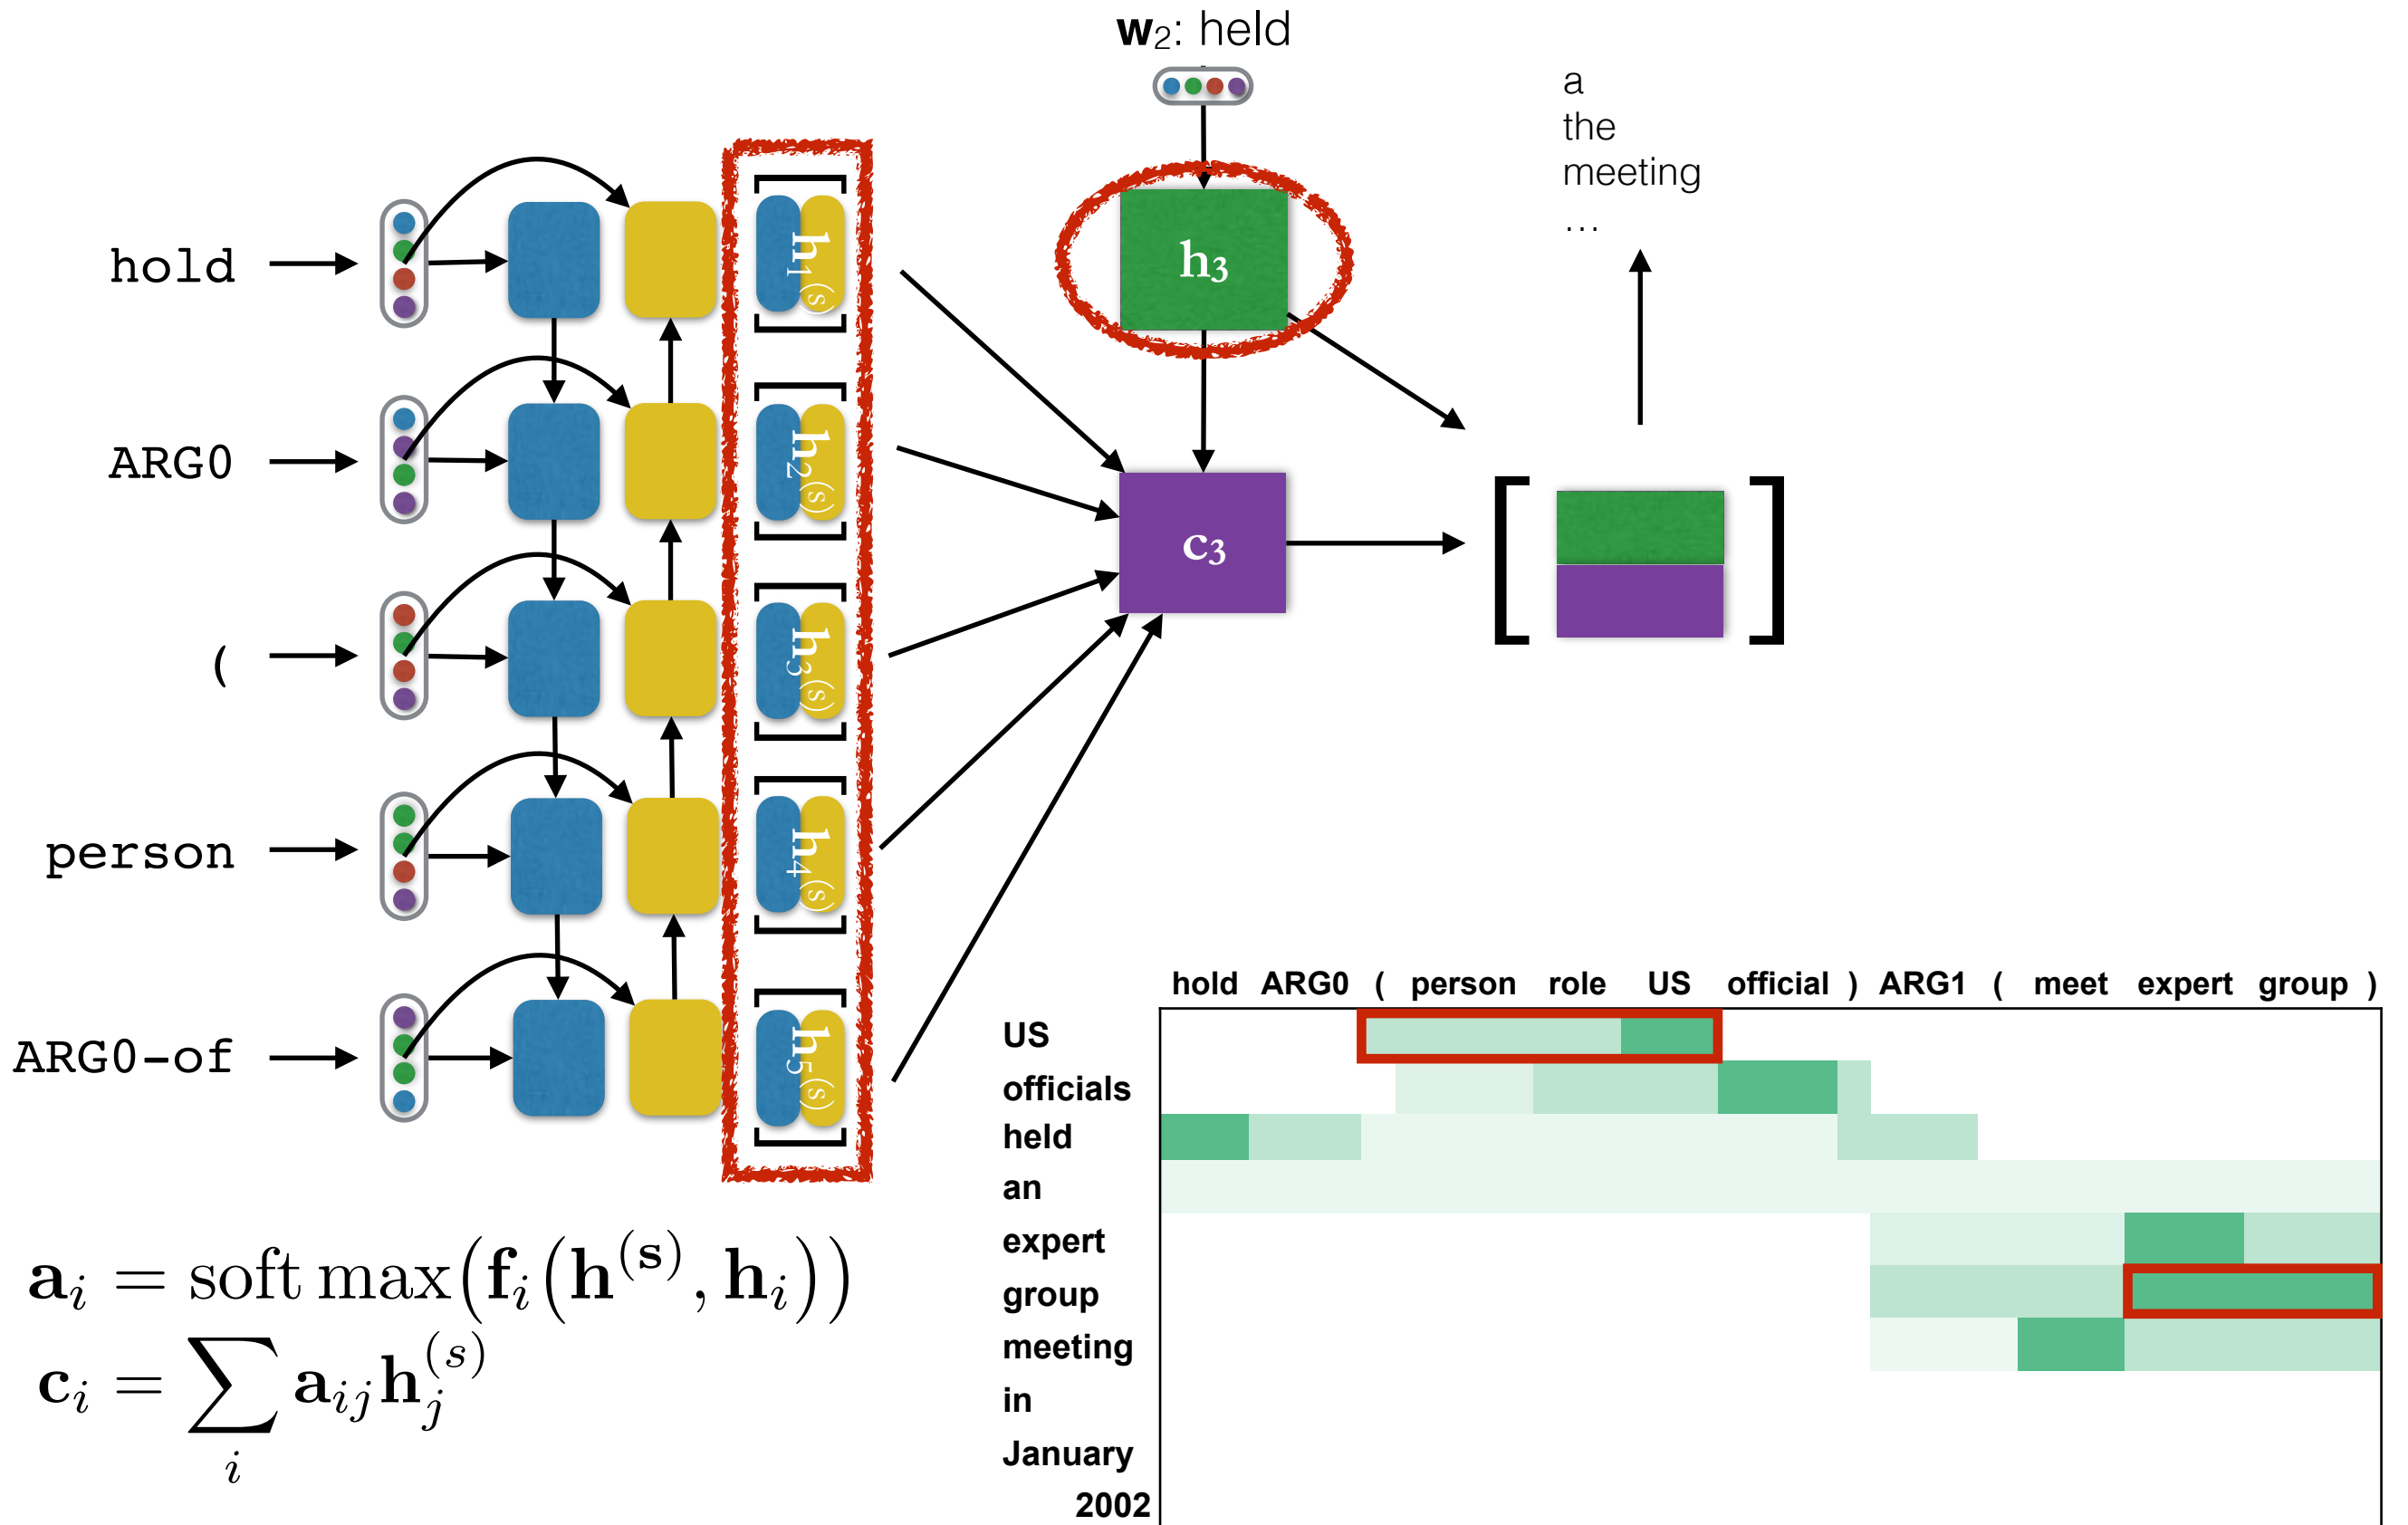 w₂: held
a
the
meeting
...
hold
ARG0
(
person
ARG0-of
h₁(s)
h₂(s)
h₃(s)
h₄(s)
h₅(s)
h₃
c₃
[ ]
hold ARG0 ( person role US official ) ARG1 ( meet expert group )
US
officials
held
an
expert
group
meeting
in
January
2002
aᵢ = soft max(fᵢ(h⁽ˢ⁾, hᵢ))
cᵢ = ∑ᵢ aᵢⱼhⱼ⁽ˢ⁾